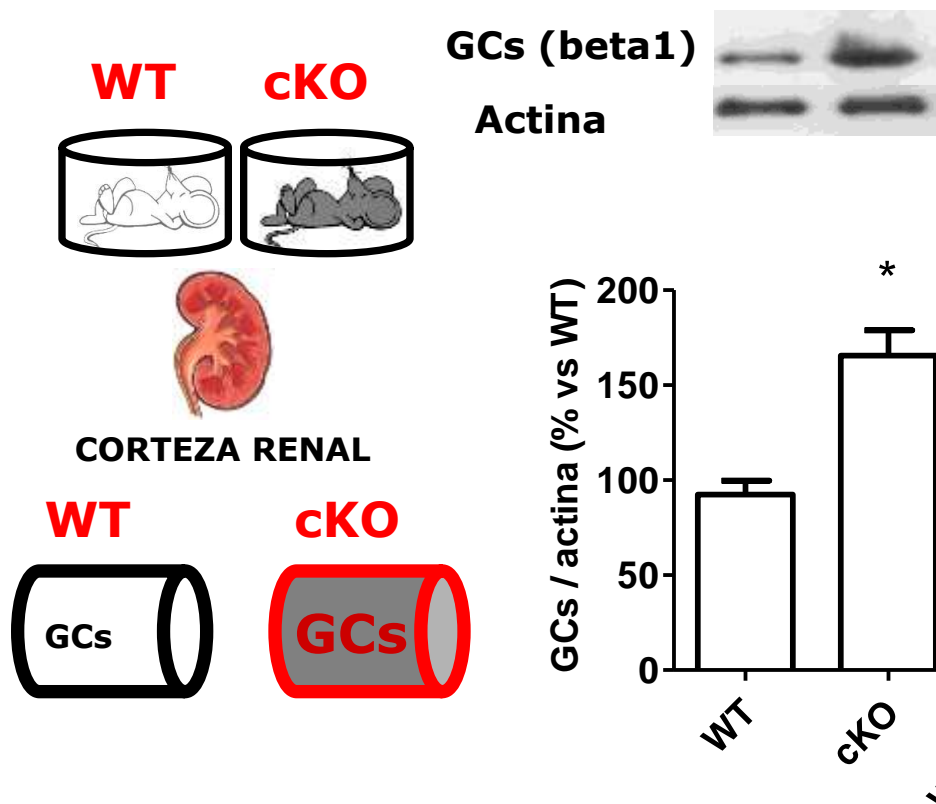 WT cKO
GCs (beta1)
Actina
CORTEZA RENAL
WT cKO
GCs GCs
GCs / actina (% vs WT)
200
150
100
50
0
*
WT
cKO